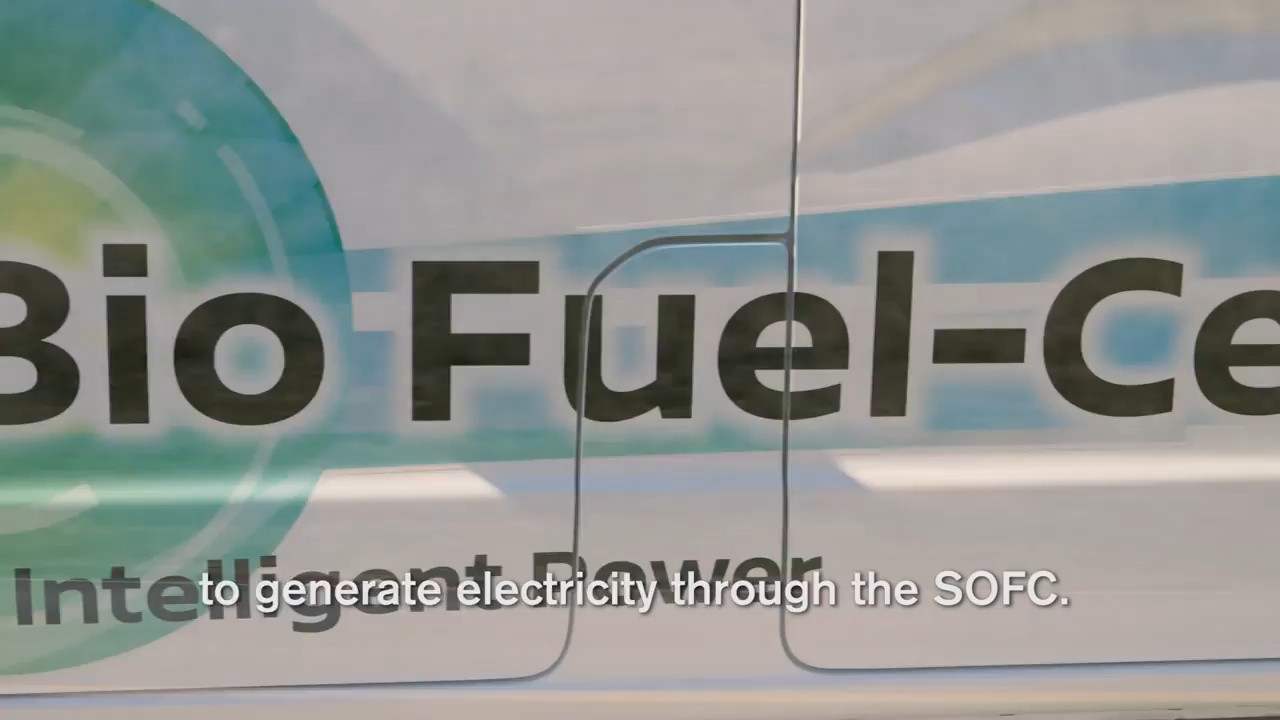 Bio Fuel-Ce
Intelligent Power
to generate electricity through the SOFC.